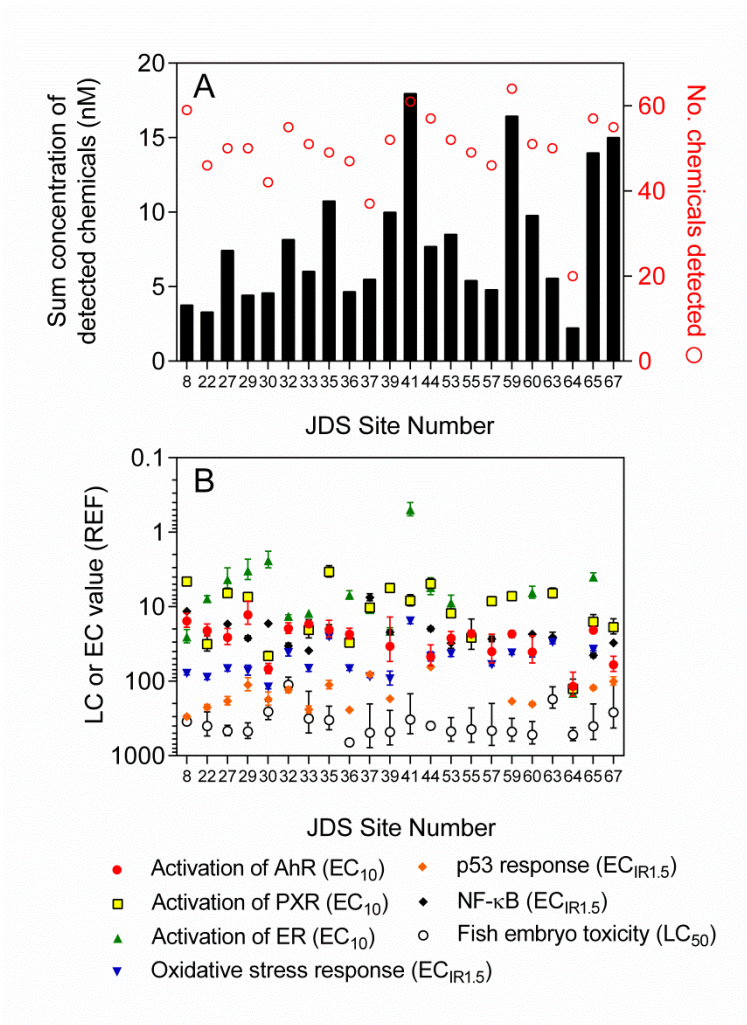 A
Sum concentration of
detected chemicals (nM)
20
15
10
5
0
60
40
20
0
No. chemicals detected
8 22 27 29 30 32 33 35 36 37 39 41 44 53 55 57 59 60 63 64 65 67
JDS Site Number
B
LC or EC value (REF)
0.1
1
10
100
1000
8 22 27 29 30 32 33 35 36 37 39 41 44 53 55 57 59 60 63 64 65 67
JDS Site Number
Activation of AhR (EC10)
Activation of PXR (EC10)
Activation of ER (EC10)
Oxidative stress response (ECIR1.5)
p53 response (ECIR1.5)
NF-κB (ECIR1.5)
Fish embryo toxicity (LC50)